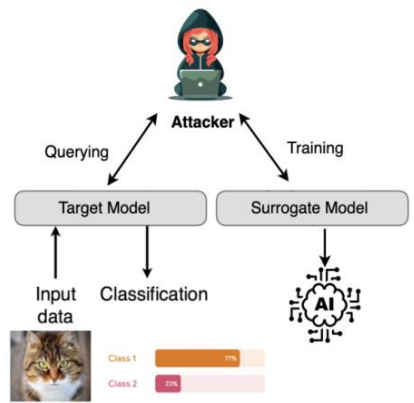 Attacker
Querying
Training
Target Model
Surrogate Model
Input
data
Classification
AI
Class 1
77%
Class 2
23%